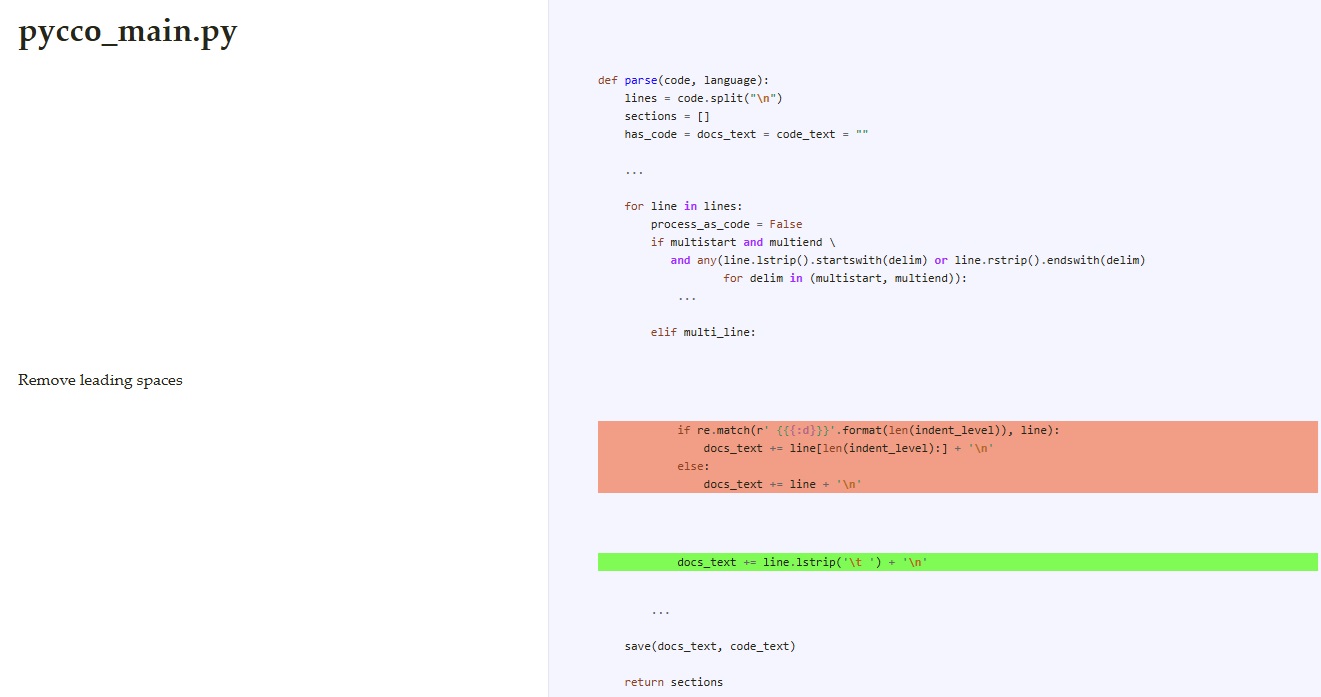 pycco_main.py
def parse(code, language):
    lines = code.split("\n")
    sections = []
    has_code = docs_text = code_text = ""
    ...
    for line in lines:
        process_as_code = False
        if multistart and multiend \
           and any(line.lstrip().startswith(delim) or line.rstrip().endswith(delim)
                   for delim in (multistart, multiend)):
            ...
        elif multi_line:
Remove leading spaces
            if re.match(r' {{{:d}}}'.format(len(indent_level)), line):
                docs_text += line[len(indent_level):] + '\n'
            else:
                docs_text += line + '\n'
            docs_text += line.lstrip('\t ') + '\n'
        ...
    save(docs_text, code_text)
    return sections